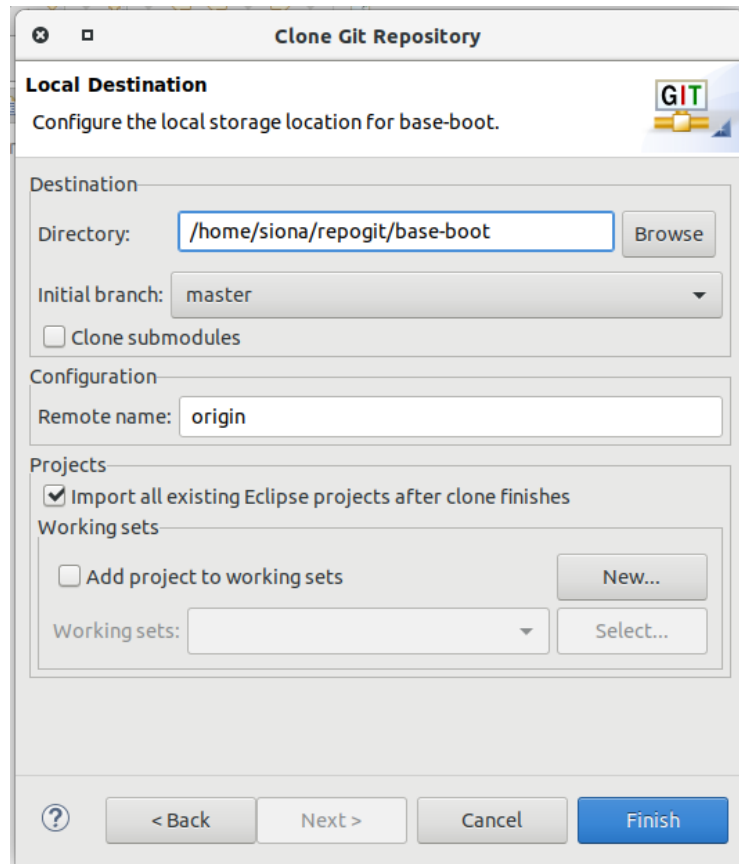 Clone Git Repository
Local Destination
Configure the local storage location for base-boot.
GIT
Destination
Directory: /home/siona/repogit/base-boot Browse
Initial branch: master
Clone submodules
Configuration
Remote name: origin
Projects
Import all existing Eclipse projects after clone finishes
Working sets
Add project to working sets New...
Working sets: Select...
? < Back Next > Cancel Finish